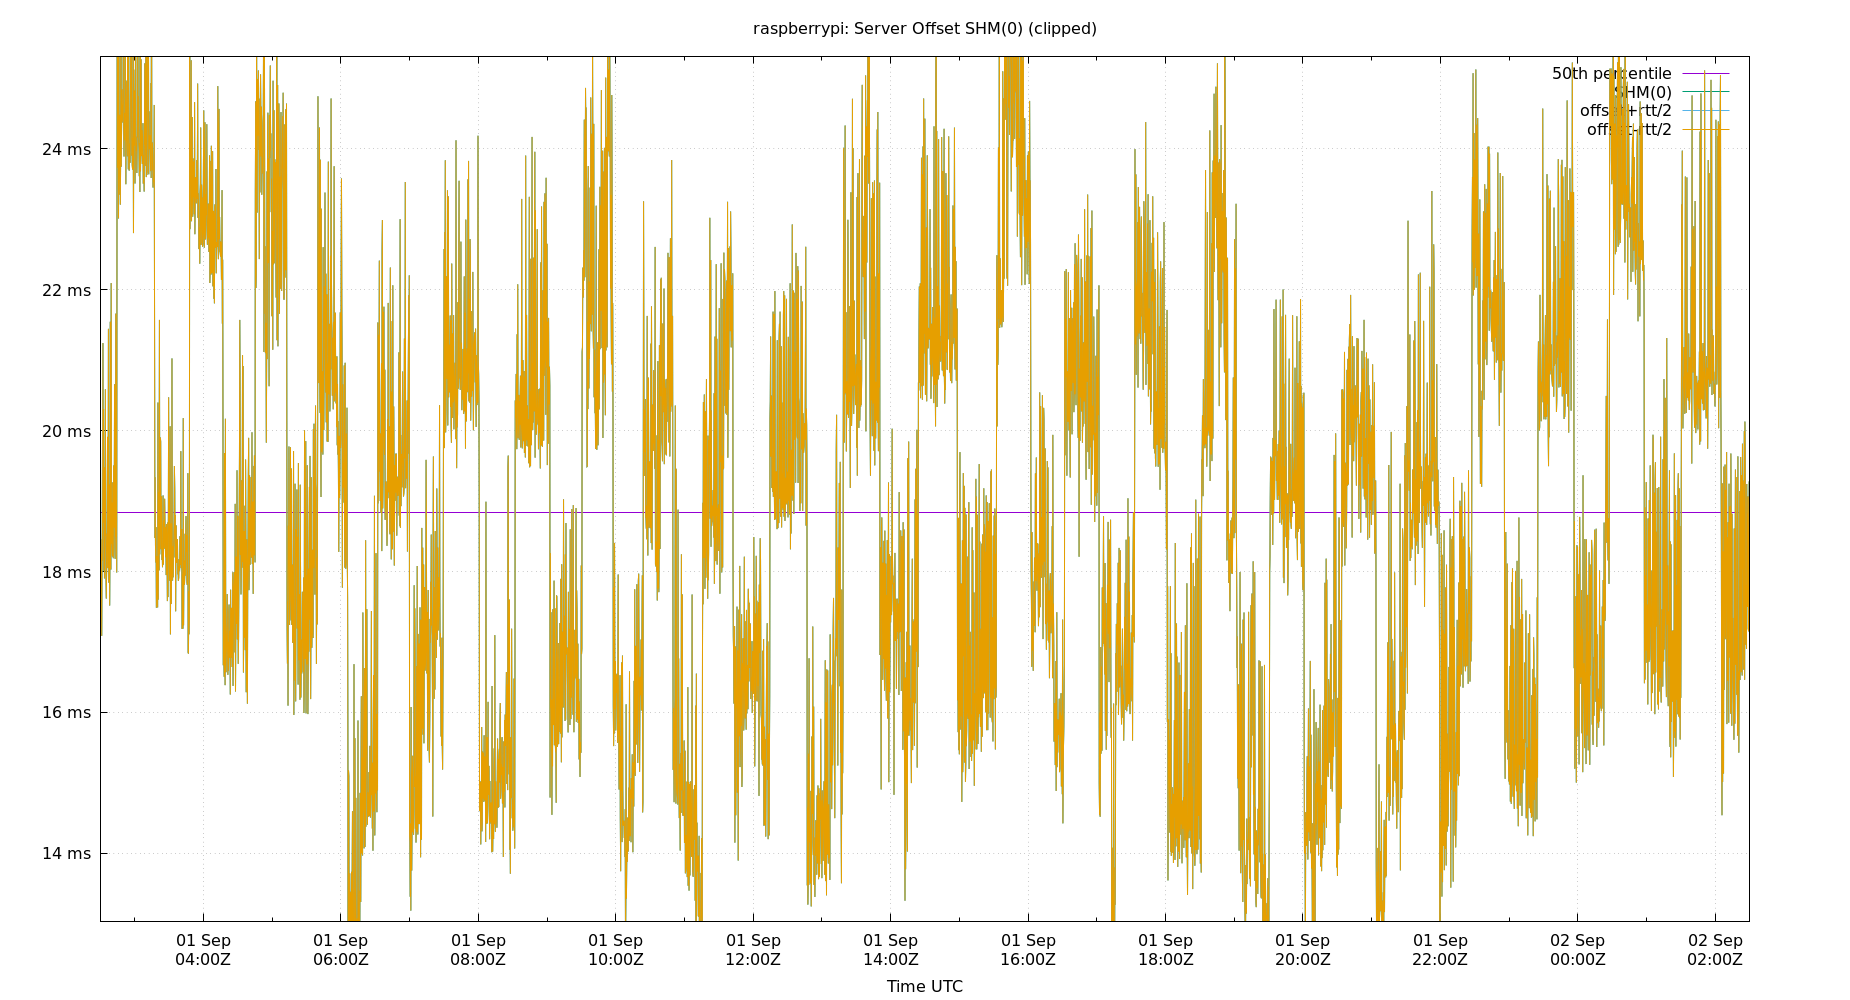 raspberrypi: Server Offset SHM(0) (clipped)
50th percentile
SHM(0)
offset+rtt/2
offset-rtt/2
24 ms
22 ms
20 ms
18 ms
16 ms
14 ms
01 Sep 01 Sep 01 Sep 01 Sep 01 Sep 01 Sep 01 Sep 01 Sep 01 Sep 01 Sep 02 Sep 02 Sep
04:00Z 06:00Z 08:00Z 10:00Z 12:00Z 14:00Z 16:00Z 18:00Z 20:00Z 22:00Z 00:00Z 02:00Z
Time UTC